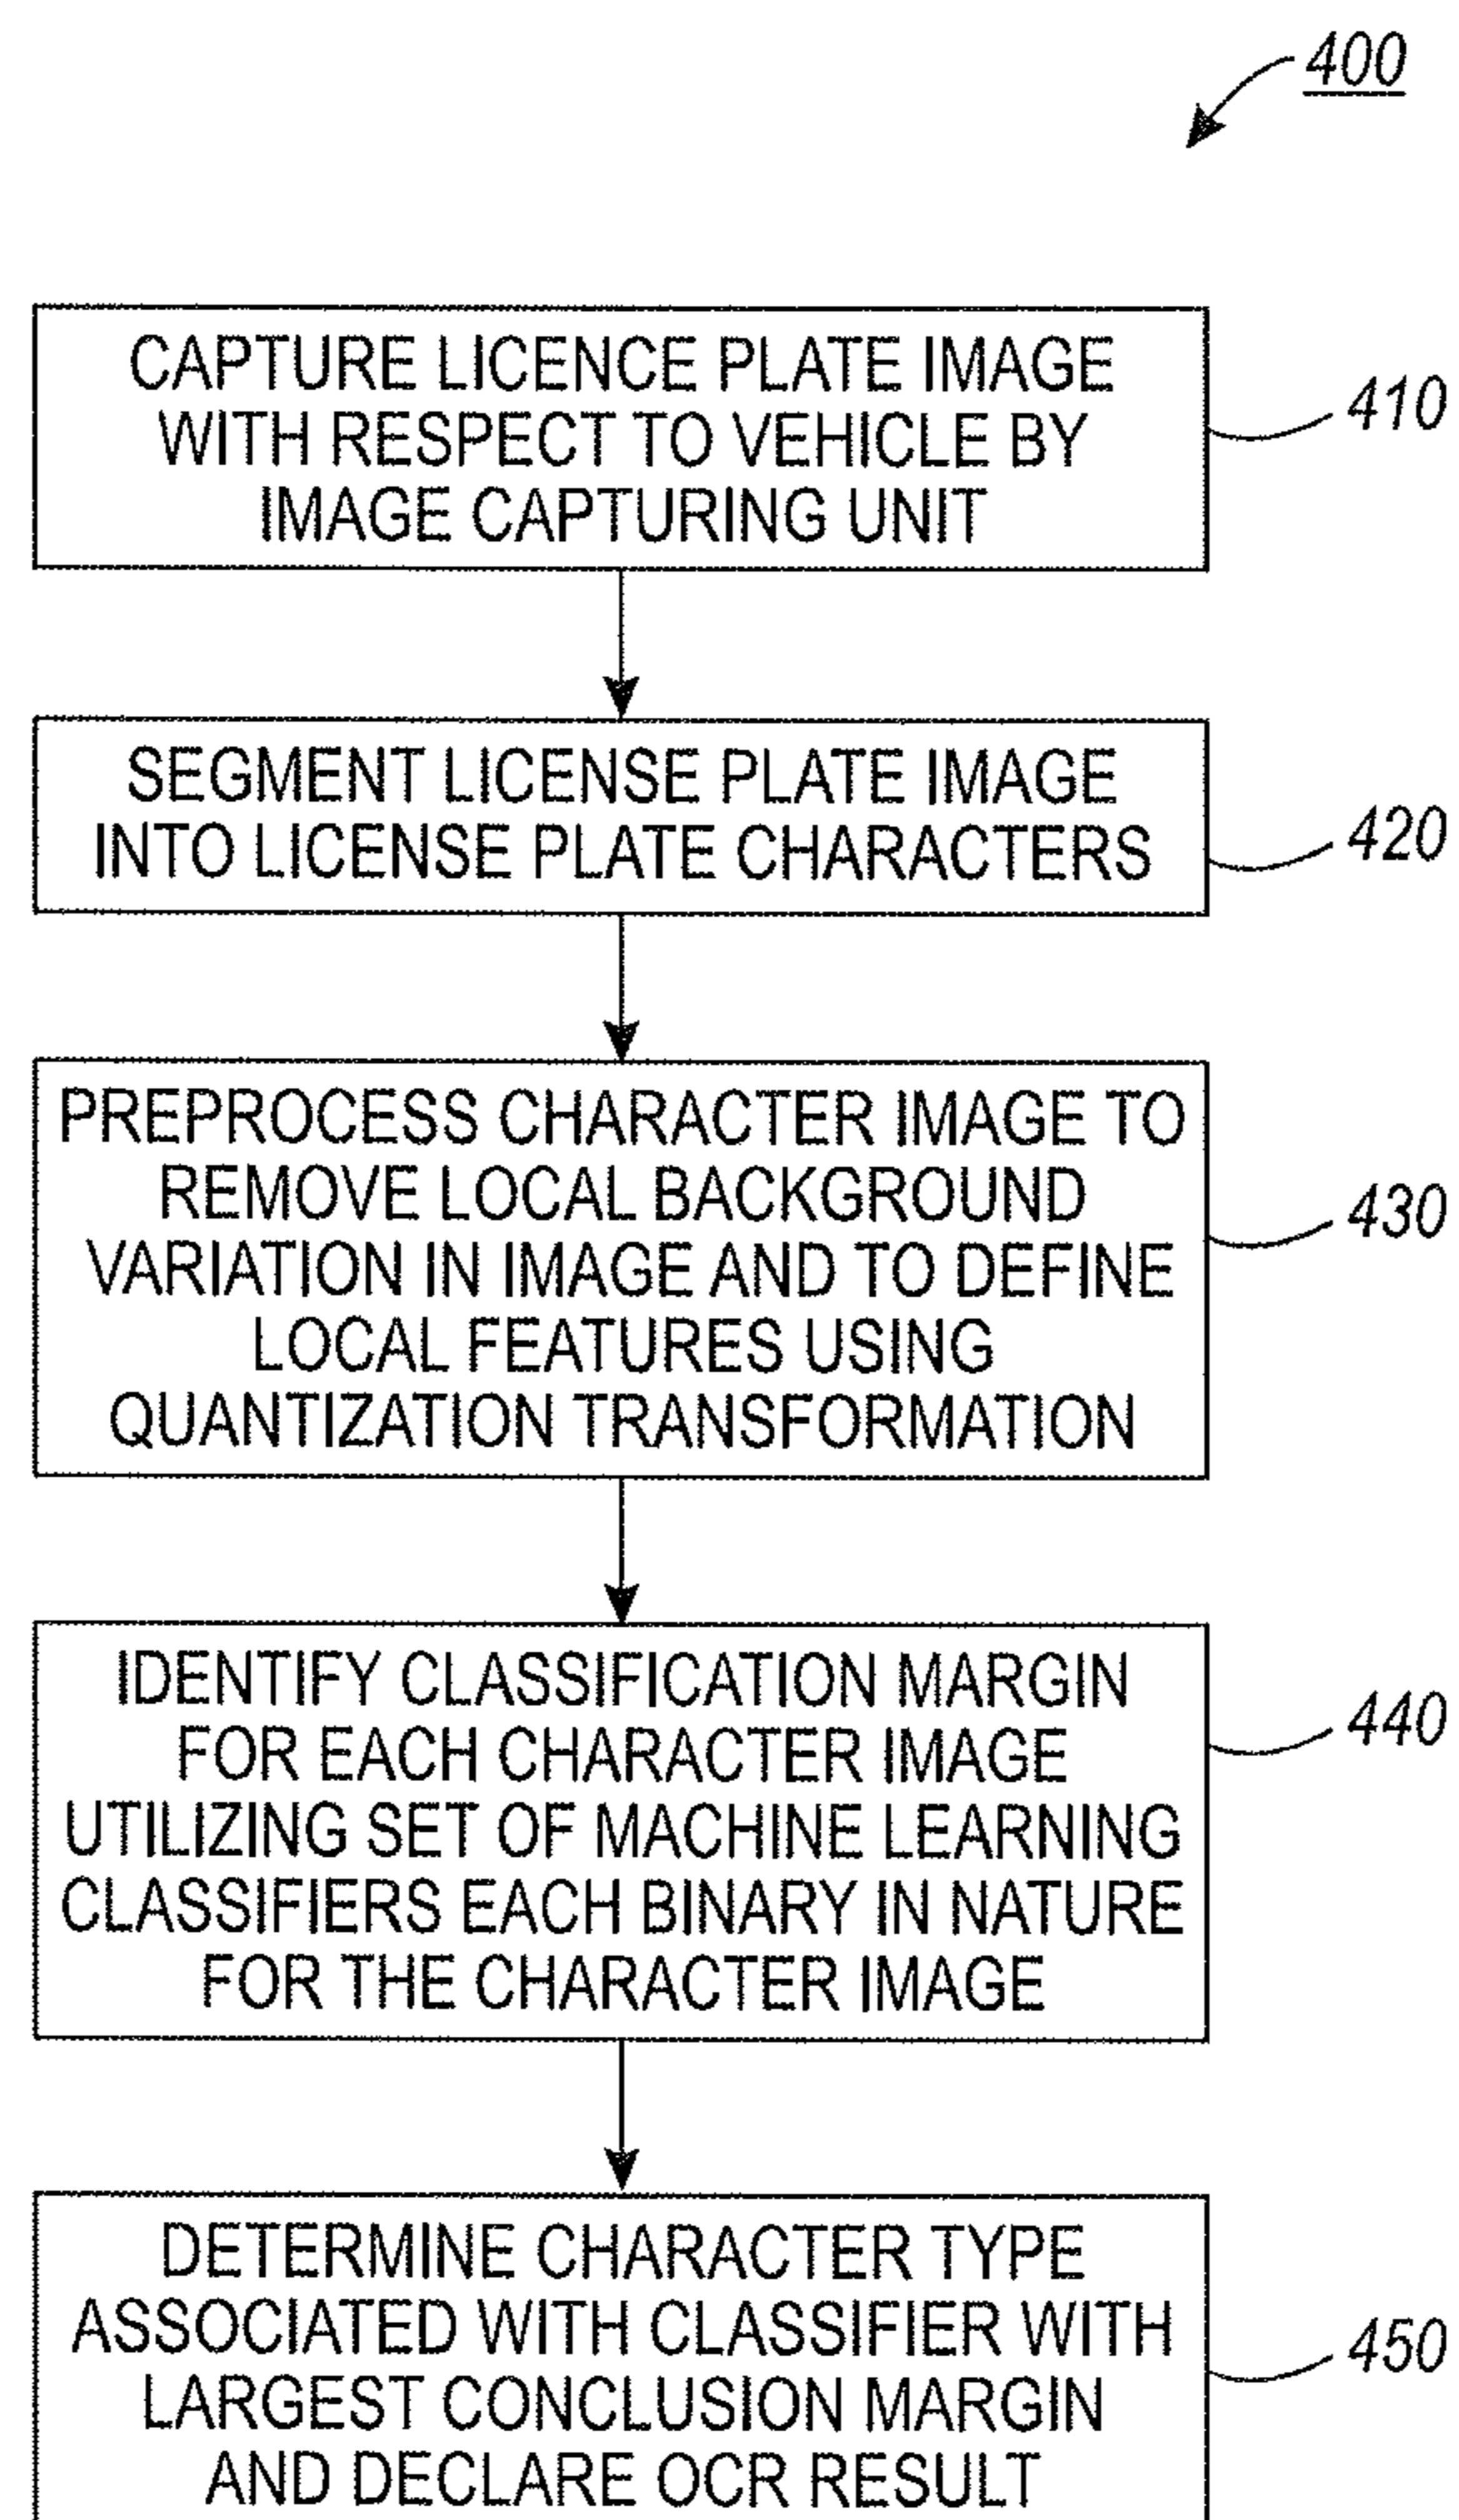 400
CAPTURE LICENCE PLATE IMAGE
WITH RESPECT TO VEHICLE BY
IMAGE CAPTURING UNIT
410
SEGMENT LICENSE PLATE IMAGE
INTO LICENSE PLATE CHARACTERS
420
PREPROCESS CHARACTER IMAGE TO
REMOVE LOCAL BACKGROUND
VARIATION IN IMAGE AND TO DEFINE
LOCAL FEATURES USING
QUANTIZATION TRANSFORMATION
430
IDENTIFY CLASSIFICATION MARGIN
FOR EACH CHARACTER IMAGE
UTILIZING SET OF MACHINE LEARNING
CLASSIFIERS EACH BINARY IN NATURE
FOR THE CHARACTER IMAGE
440
DETERMINE CHARACTER TYPE
ASSOCIATED WITH CLASSIFIER WITH
LARGEST CONCLUSION MARGIN
AND DECLARE OCR RESULT
450